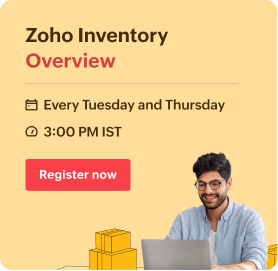 Zoho Inventory
Overview
Every Tuesday and Thursday
3:00 PM IST
Register now